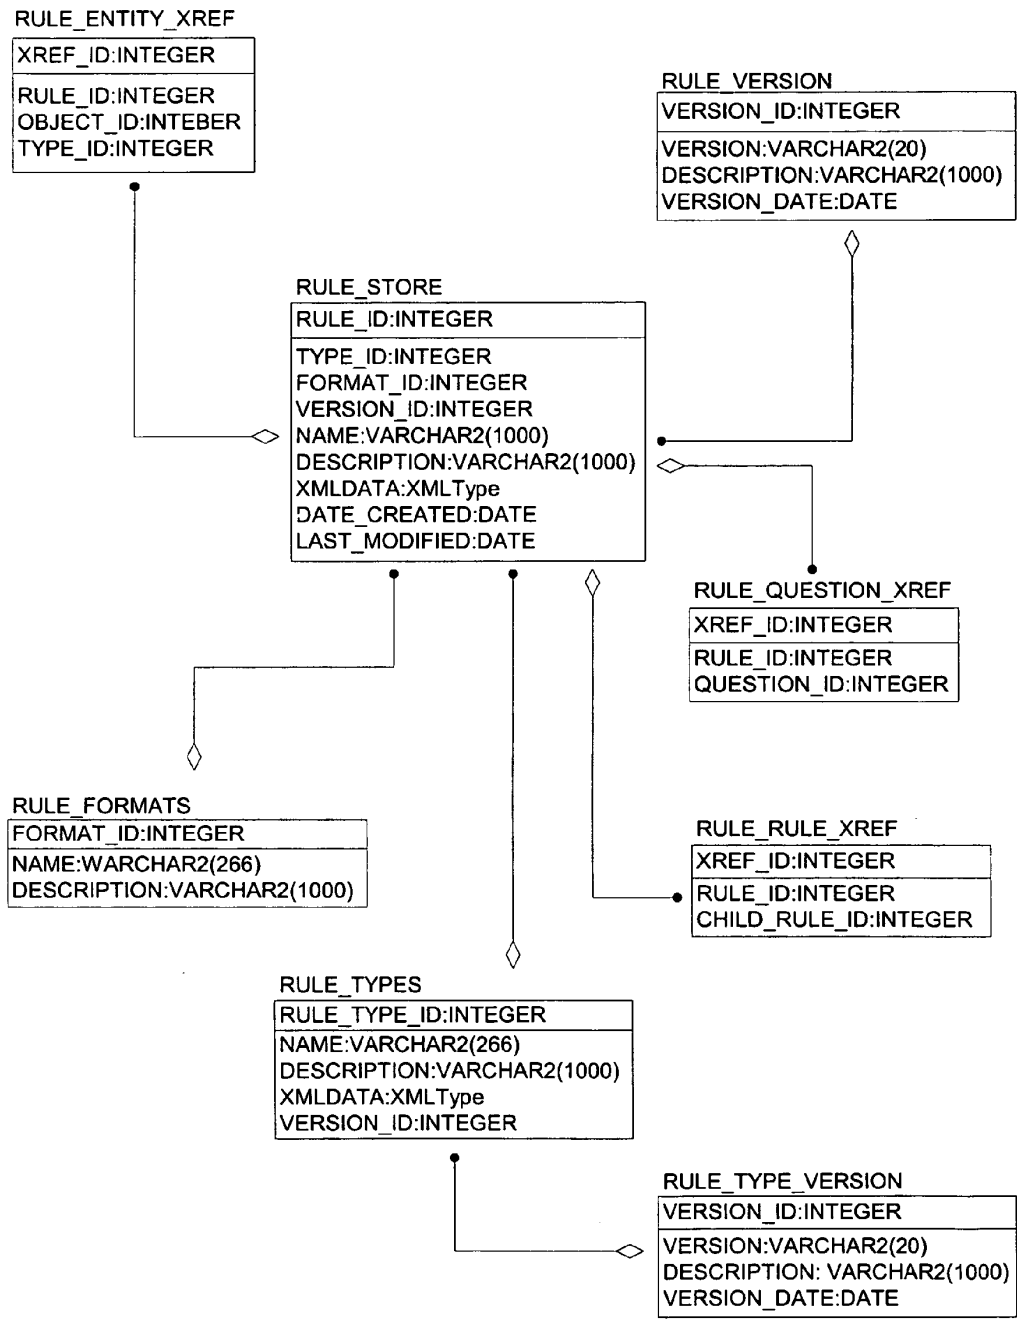 RULE_ENTITY_XREF
XREF_ID:INTEGER
RULE_ID:INTEGER
OBJECT_ID:INTEBER
TYPE_ID:INTEGER
RULE_VERSION
VERSION_ID:INTEGER
VERSION:VARCHAR2(20)
DESCRIPTION:VARCHAR2(1000)
VERSION_DATE:DATE
RULE_STORE
RULE_ID:INTEGER
TYPE_ID:INTEGER
FORMAT_ID:INTEGER
VERSION_ID:INTEGER
NAME:VARCHAR2(1000)
DESCRIPTION:VARCHAR2(1000)
XMLDATA:XMLType
DATE_CREATED:DATE
LAST_MODIFIED:DATE
RULE_QUESTION_XREF
XREF_ID:INTEGER
RULE_ID:INTEGER
QUESTION_ID:INTEGER
RULE_FORMATS
FORMAT_ID:INTEGER
NAME:WARCHAR2(266)
DESCRIPTION:VARCHAR2(1000)
RULE_RULE_XREF
XREF_ID:INTEGER
RULE_ID:INTEGER
CHILD_RULE_ID:INTEGER
RULE_TYPES
RULE_TYPE_ID:INTEGER
NAME:VARCHAR2(266)
DESCRIPTION:VARCHAR2(1000)
XMLDATA:XMLType
VERSION_ID:INTEGER
RULE_TYPE_VERSION
VERSION_ID:INTEGER
VERSION:VARCHAR2(20)
DESCRIPTION: VARCHAR2(1000)
VERSION_DATE:DATE